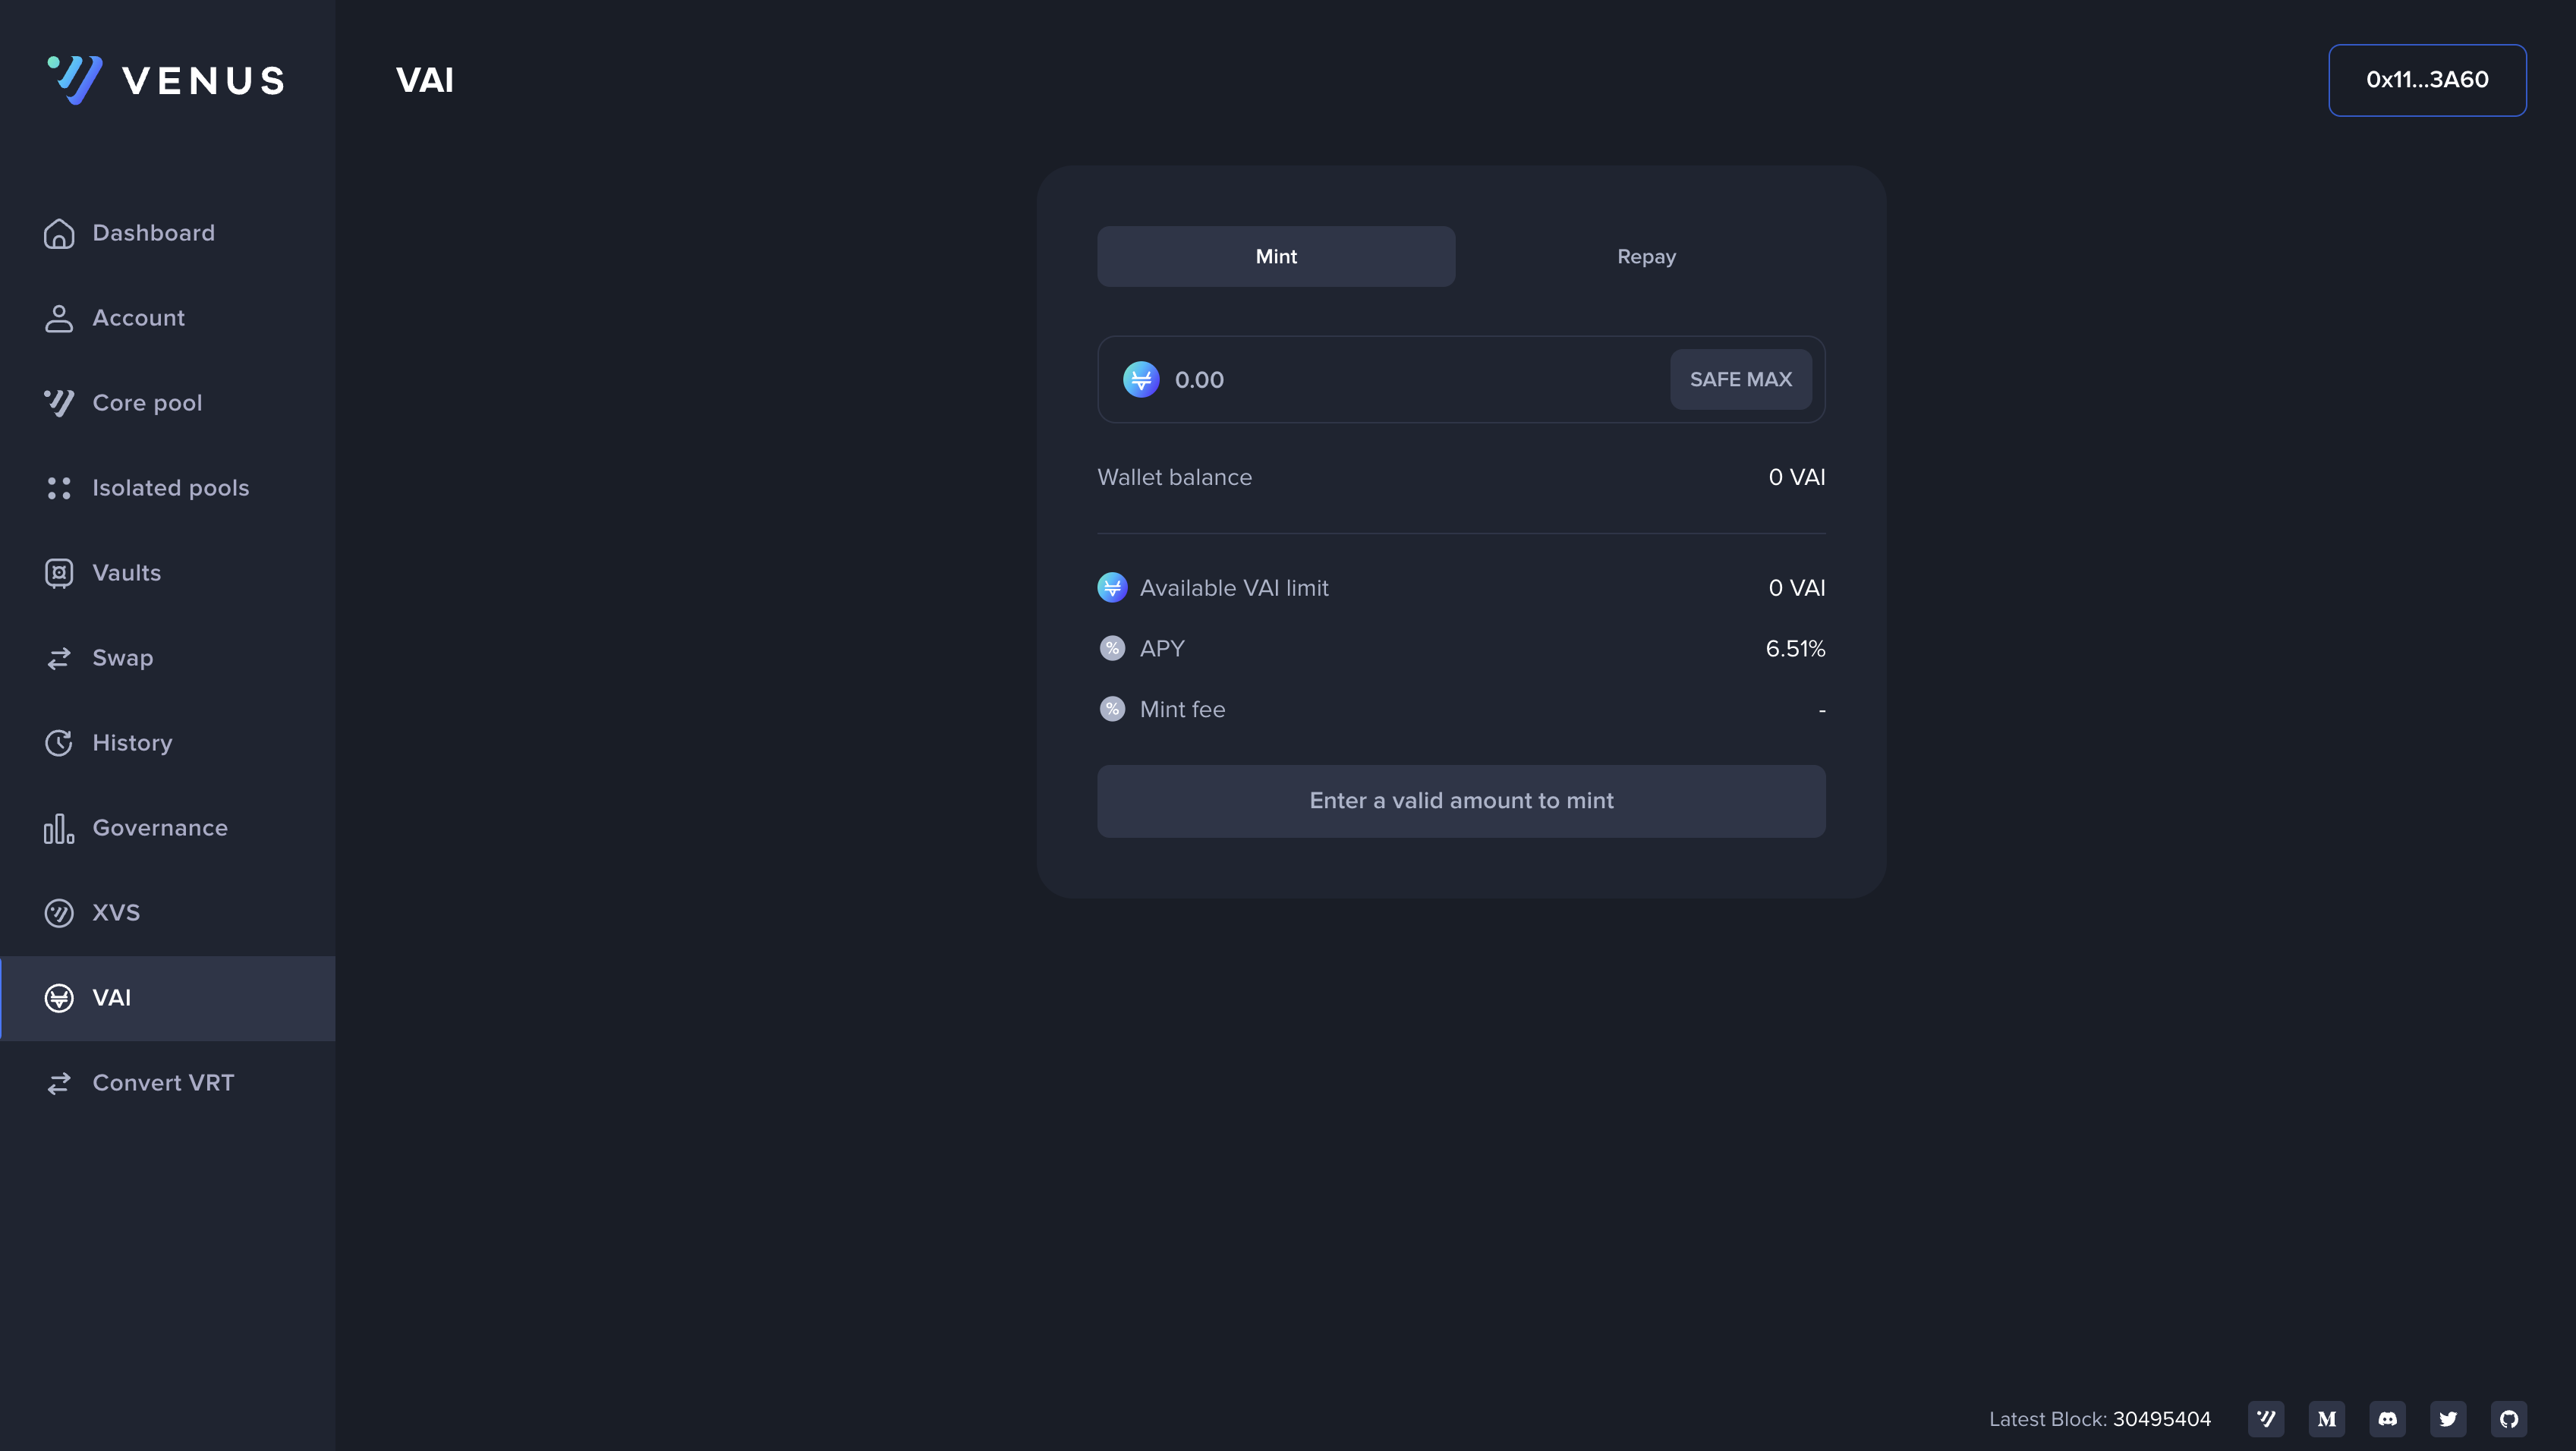 VENUS
VAI
0x11...3A60
Dashboard
Account
Core pool
Isolated pools
Vaults
Swap
History
Governance
XVS
VAI
Convert VRT
Mint
Repay
0.00
SAFE MAX
Wallet balance
0 VAI
Available VAI limit
0 VAI
% APY
6.51%
% Mint fee
-
Enter a valid amount to mint
Latest Block: 30495404
M